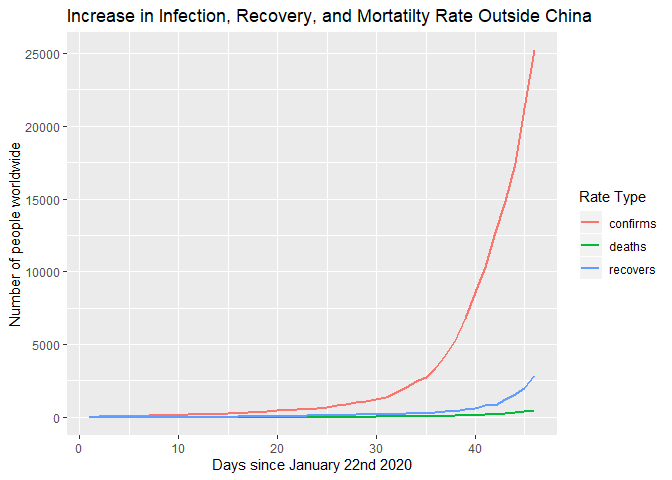 Increase in Infection, Recovery, and Mortatilty Rate Outside China
25000
20000
15000
10000
5000
0
Number of people worldwide
0 10 20 30 40
Days since January 22nd 2020
Rate Type
confirms
deaths
recovers